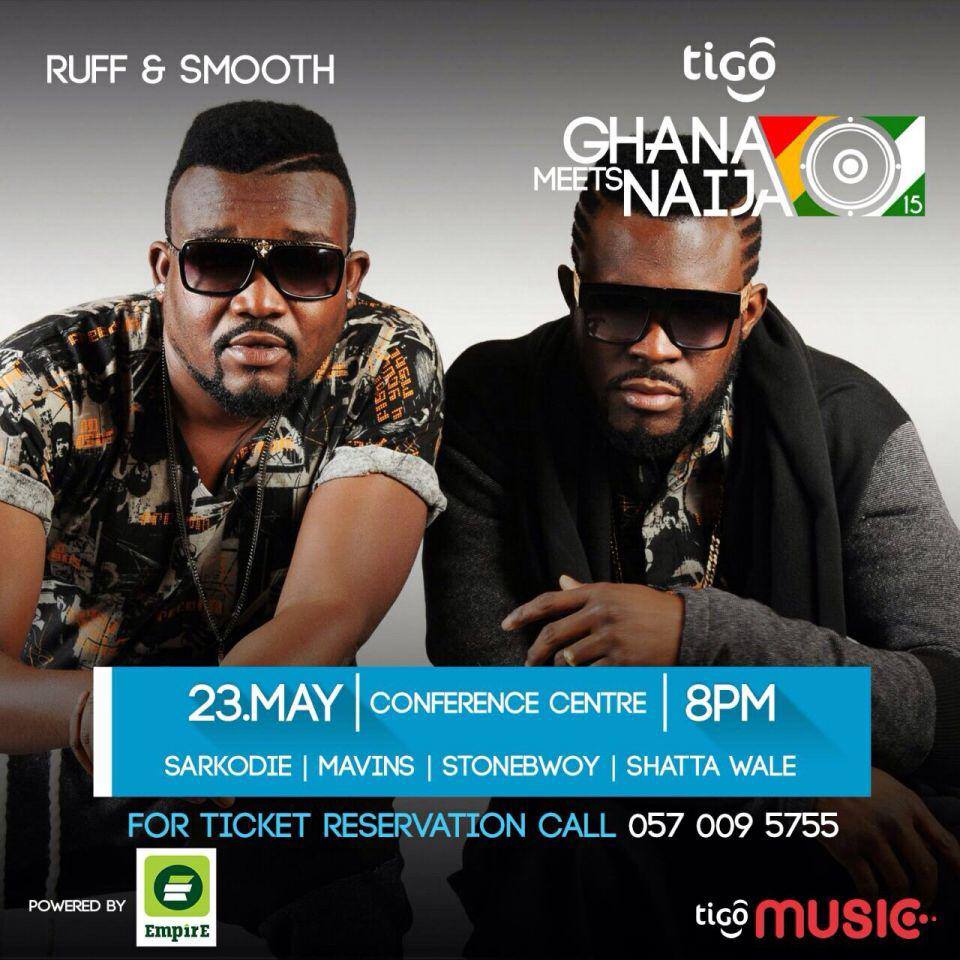 RUFF & SMOOTH
tiGO
GHANA
MEETS NAIJA
15
23.MAY | CONFERENCE CENTRE | 8PM
SARKODIE | MAVINS | STONEBWOY | SHATTA WALE
FOR TICKET RESERVATION CALL 057 009 5755
POWERED BY
EmpirE
tiGO MUSIC